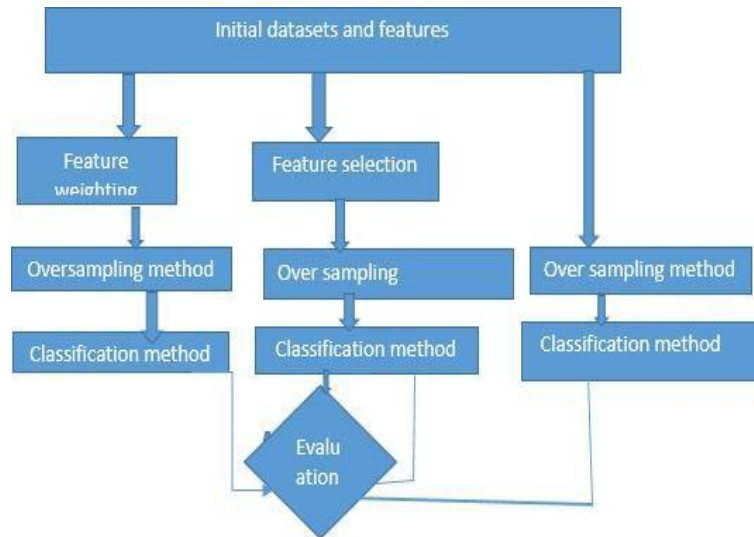 Initial datasets and features
Feature
weighting
Feature selection
Oversampling method
Over sampling
Over sampling method
Classification method
Classification method
Classification method
Evalu
ation